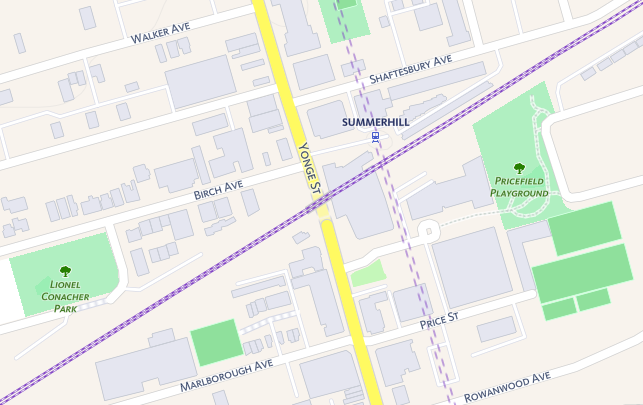 Walker Ave
Shaftesbury Ave
SUMMERHILL
Yonge St
Pricefield
Playground
Birch Ave
Lionel
Conacher
Park
Price St
Marlborough Ave
Rowanwood Ave